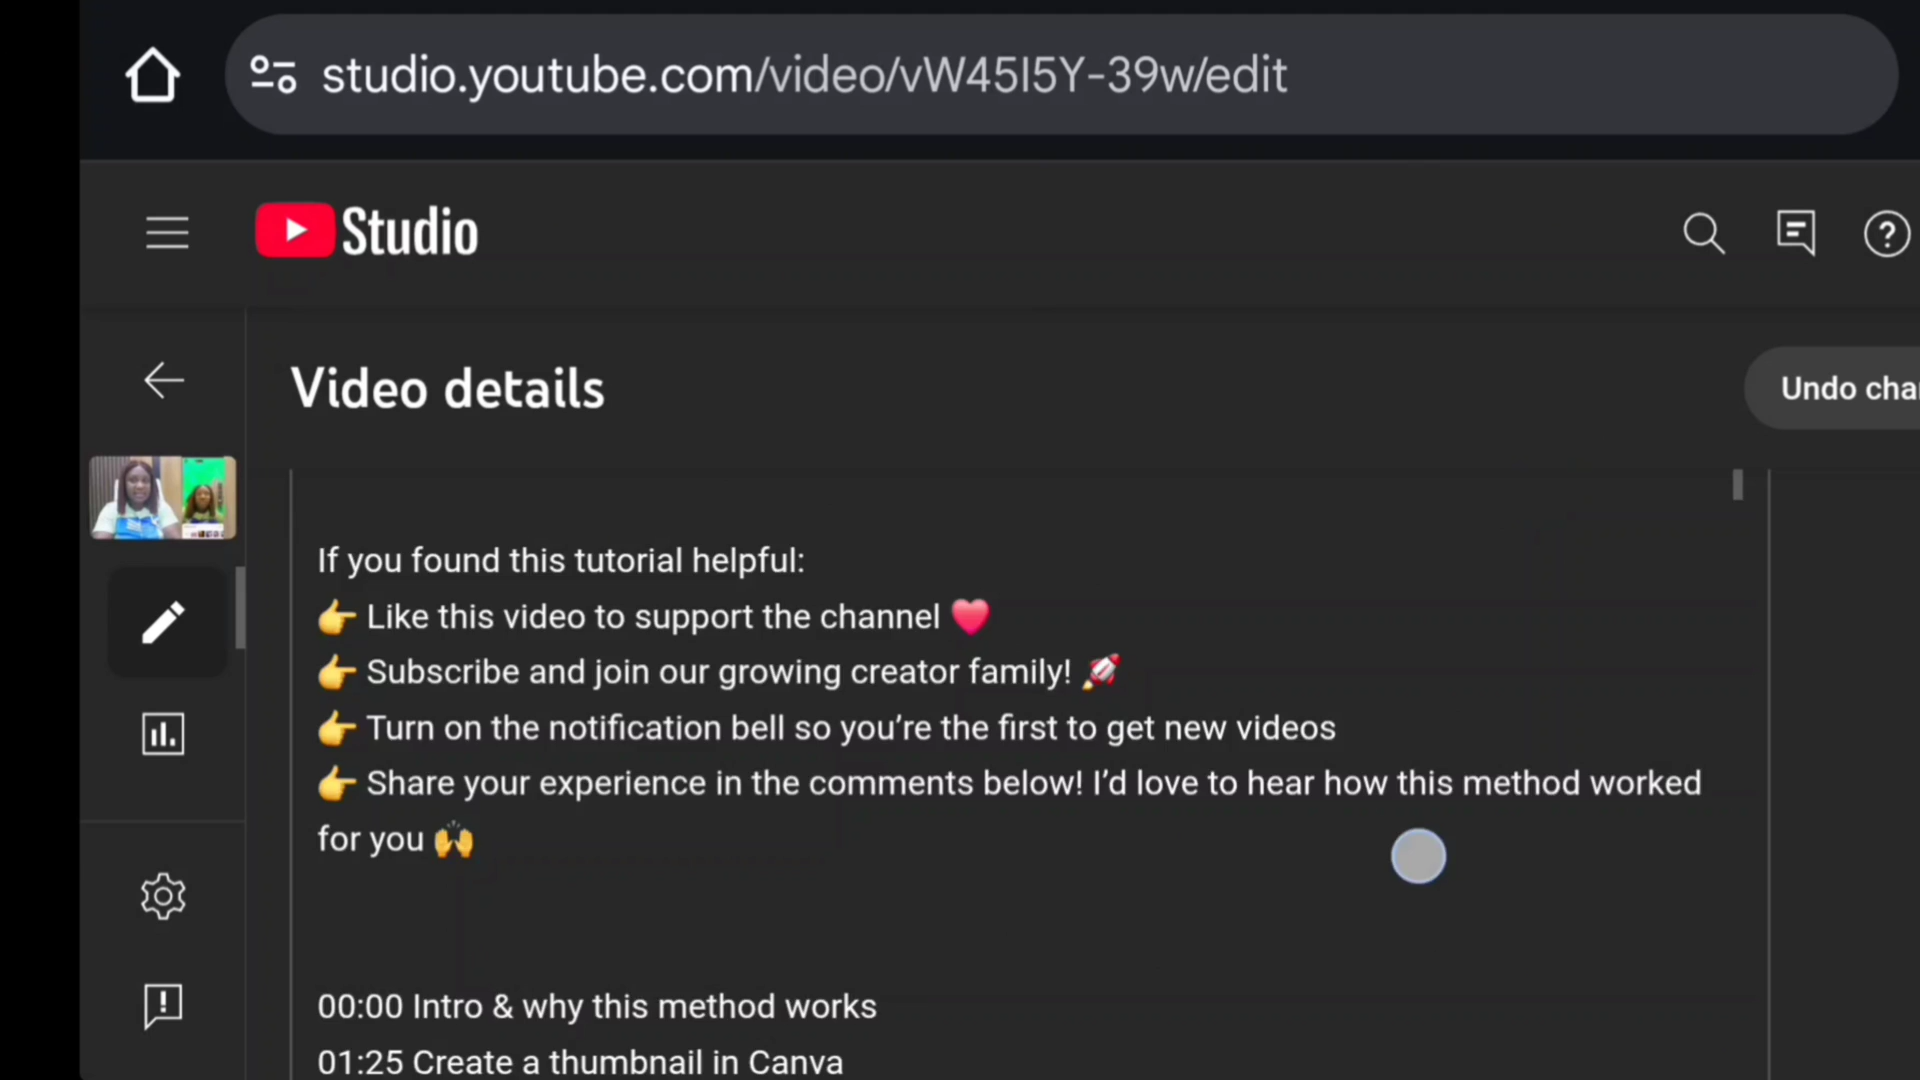 studio.youtube.com/video/vW45I5Y-39w/edit
Studio
Video details
Undo cha
If you found this tutorial helpful:
👉 Like this video to support the channel ❤️
👉 Subscribe and join our growing creator family! 🚀
👉 Turn on the notification bell so you’re the first to get new videos
👉 Share your experience in the comments below! I’d love to hear how this method worked
for you 🙌
00:00 Intro & why this method works
01:25 Create a thumbnail in Canva